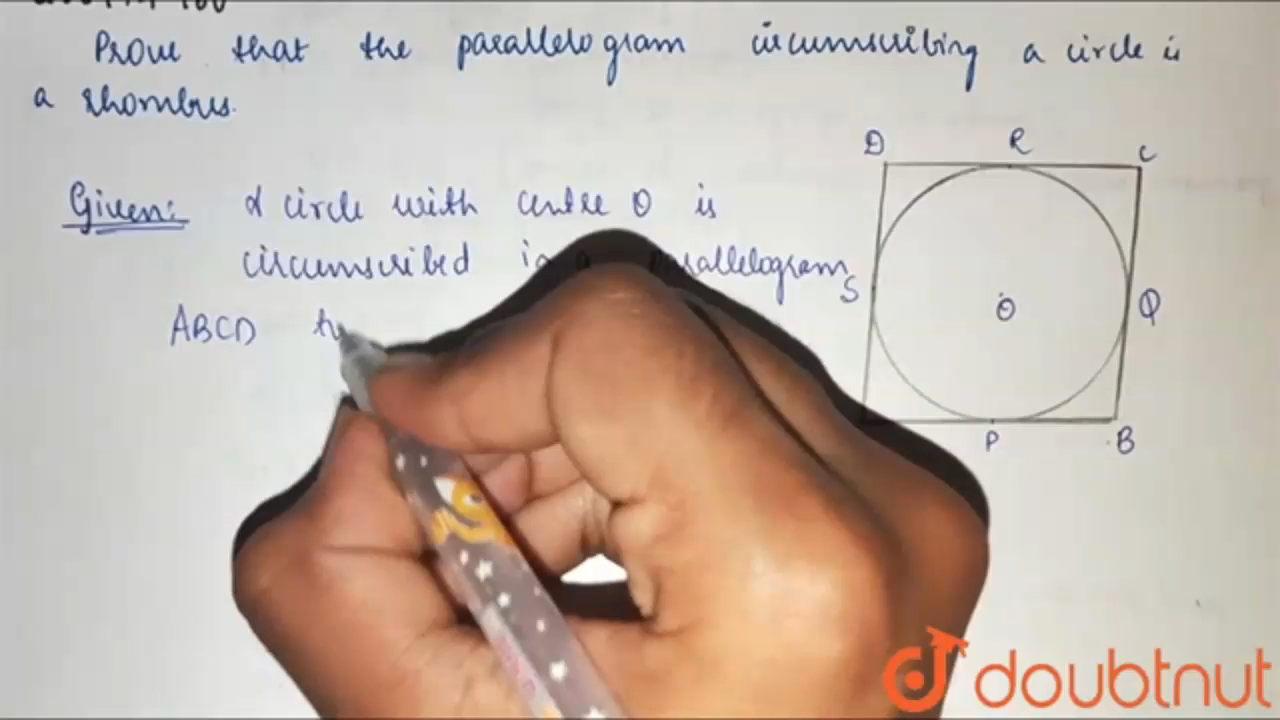 Prove that the parallelogram circumscribing a circle is
a rhombus.
Given: A circle with centre O is
circumscribed in a parallelogram
ABCD
D R C
S O Q
P B
doubtnut